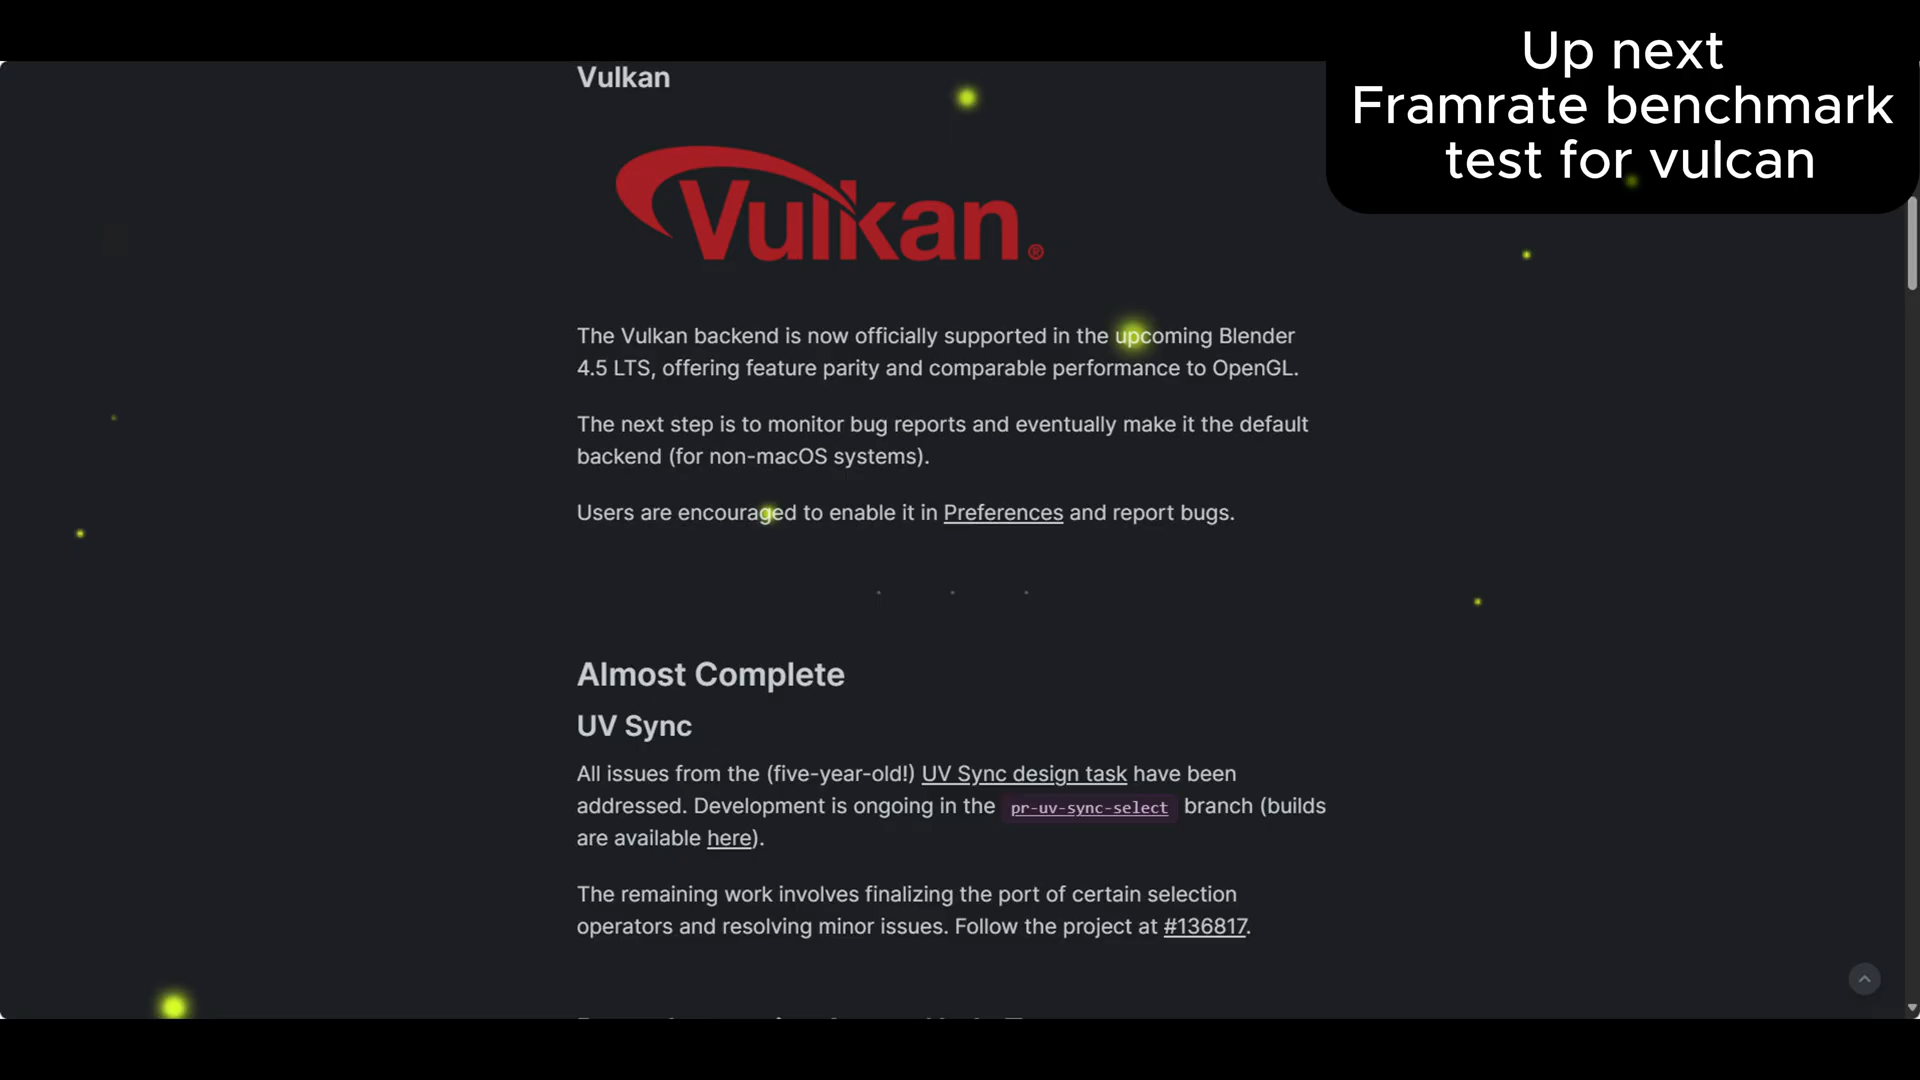 Up next
Framrate benchmark
test for vulcan
Vulkan
Vulkan®
The Vulkan backend is now officially supported in the upcoming Blender
4.5 LTS, offering feature parity and comparable performance to OpenGL.
The next step is to monitor bug reports and eventually make it the default
backend (for non-macOS systems).
Users are encouraged to enable it in Preferences and report bugs.
Almost Complete
UV Sync
All issues from the (five-year-old!) UV Sync design task have been
addressed. Development is ongoing in the pr-uv-sync-select branch (builds
are available here).
The remaining work involves finalizing the port of certain selection
operators and resolving minor issues. Follow the project at #136817.